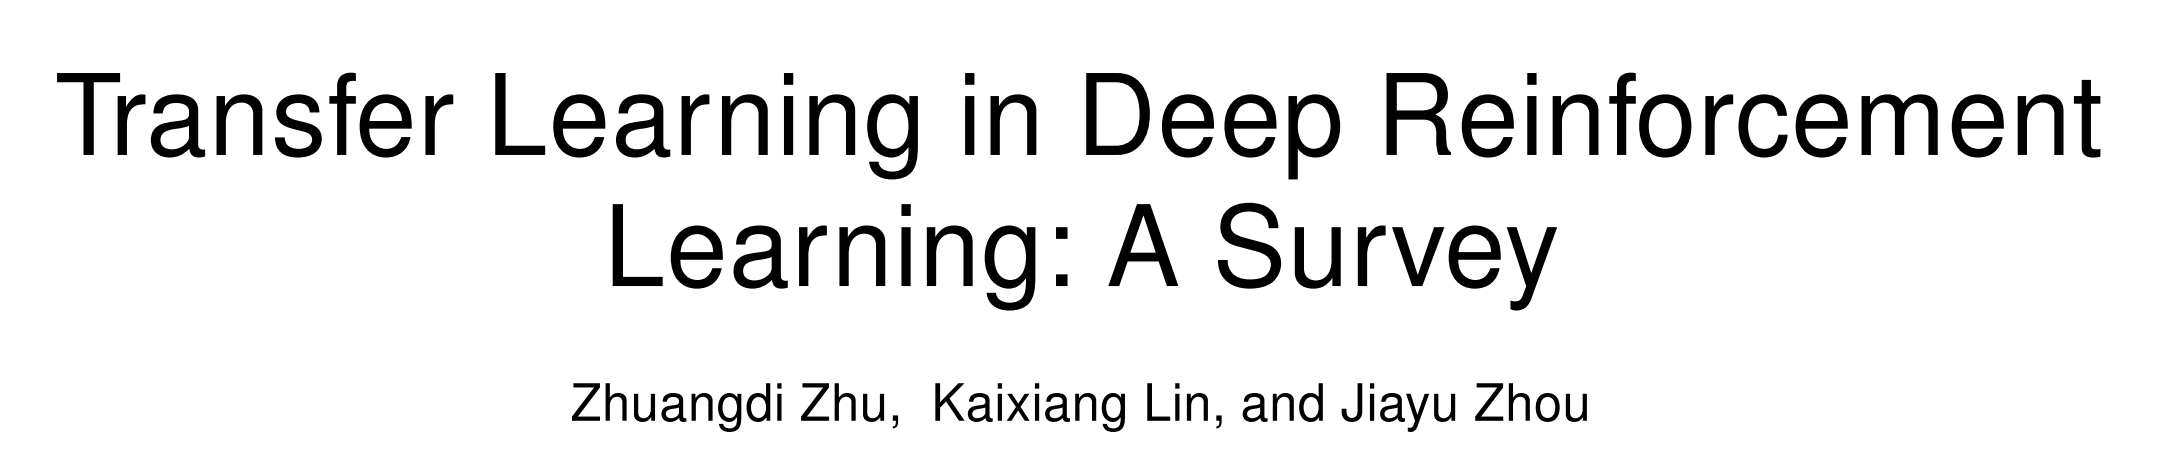 Transfer Learning in Deep Reinforcement
Learning: A Survey
Zhuangdi Zhu, Kaixiang Lin, and Jiayu Zhou